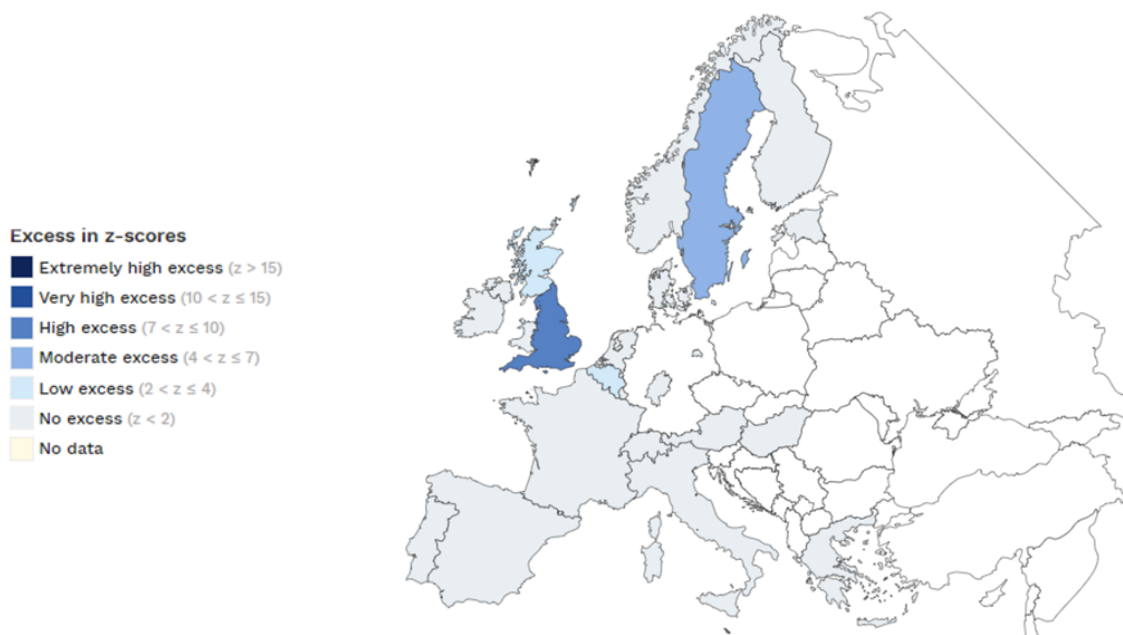 Excess in z-scores
Extremely high excess (z > 15)
Very high excess (10 < z ≤ 15)
High excess (7 < z ≤ 10)
Moderate excess (4 < z ≤ 7)
Low excess (2 < z ≤ 4)
No excess (z < 2)
No data